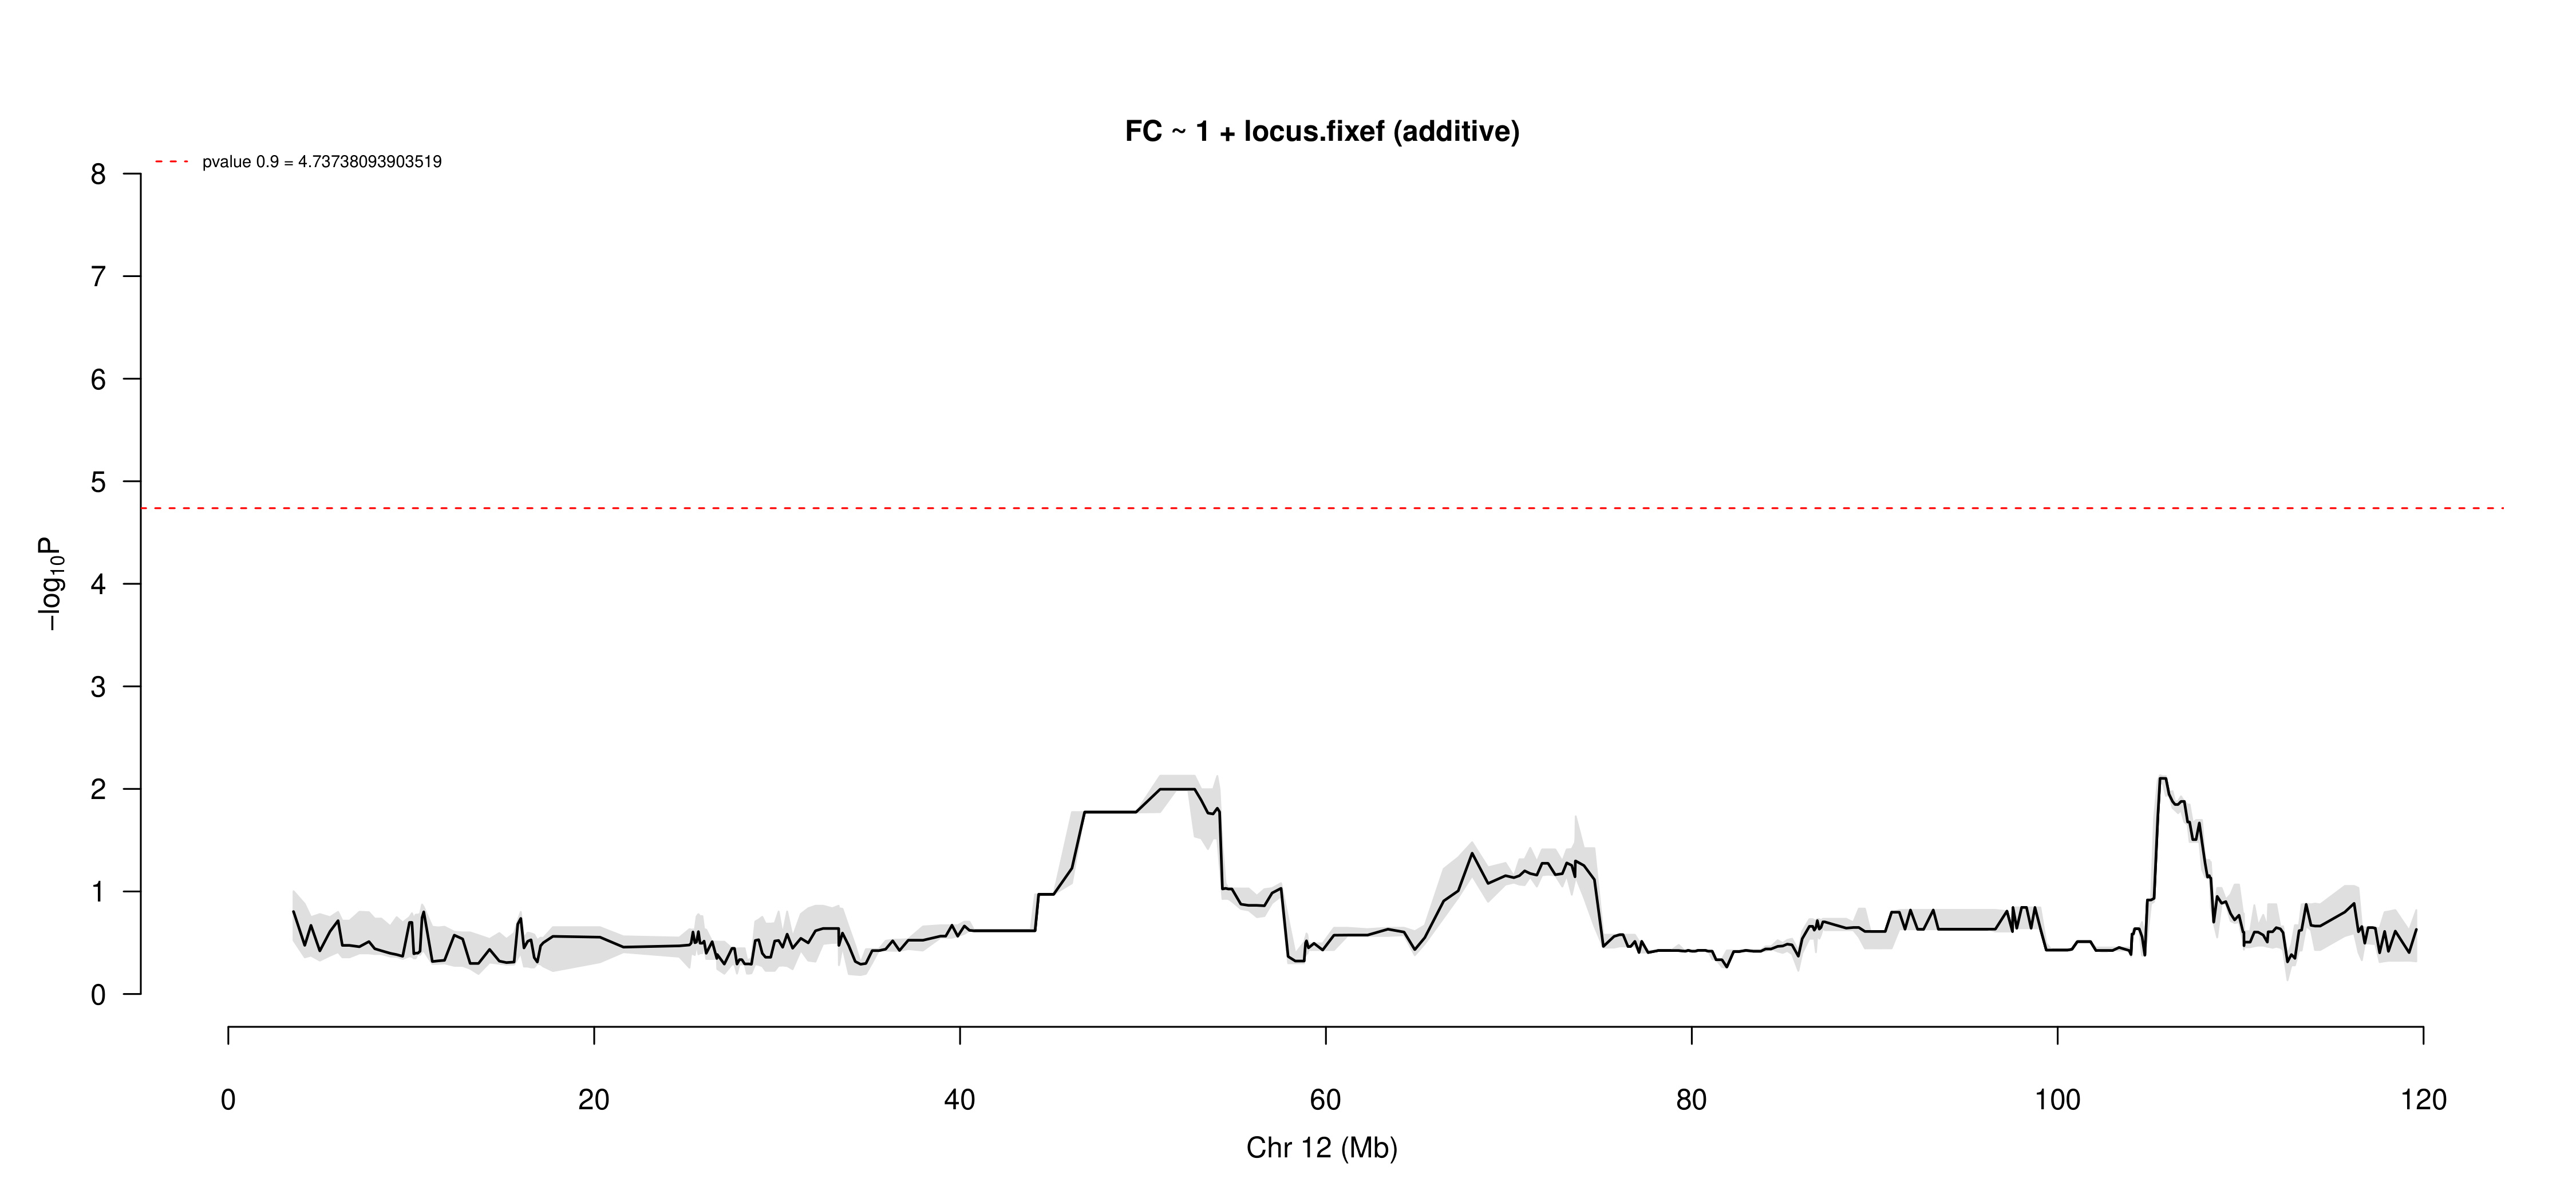 FC ~ 1 + locus.fixef (additive)
pvalue 0.9 = 4.73738093903519
8
7
6
5
4
3
2
1
0
−log10P
0 20 40 60 80 100 120
Chr 12 (Mb)